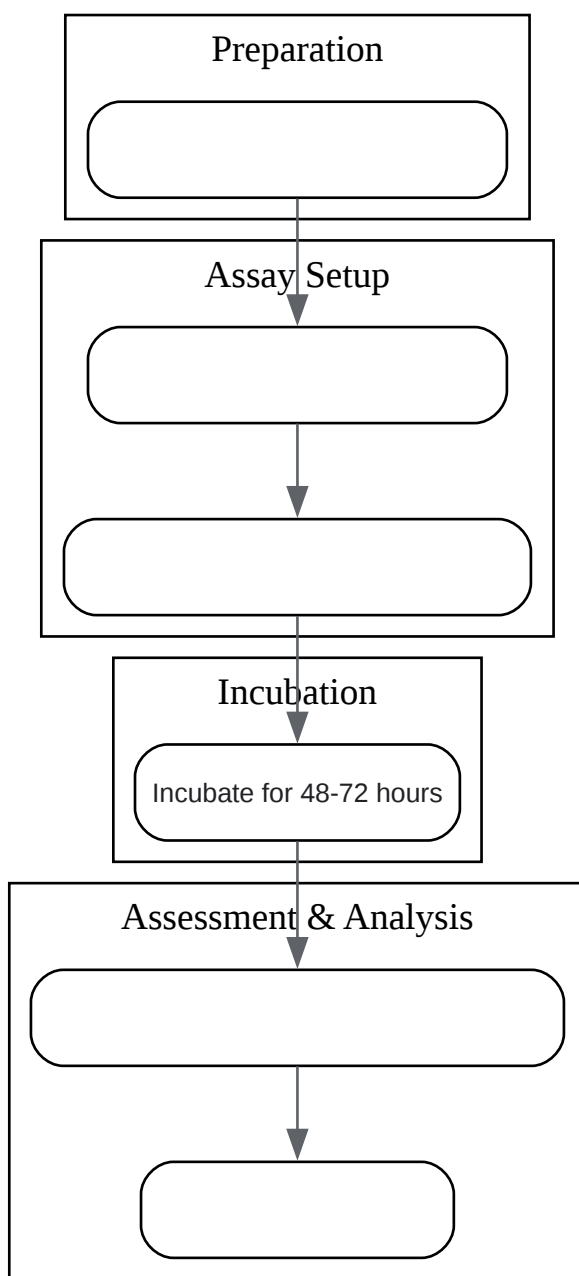 Preparation
Assay Setup
Incubation
Incubate for 48-72 hours
Assessment & Analysis